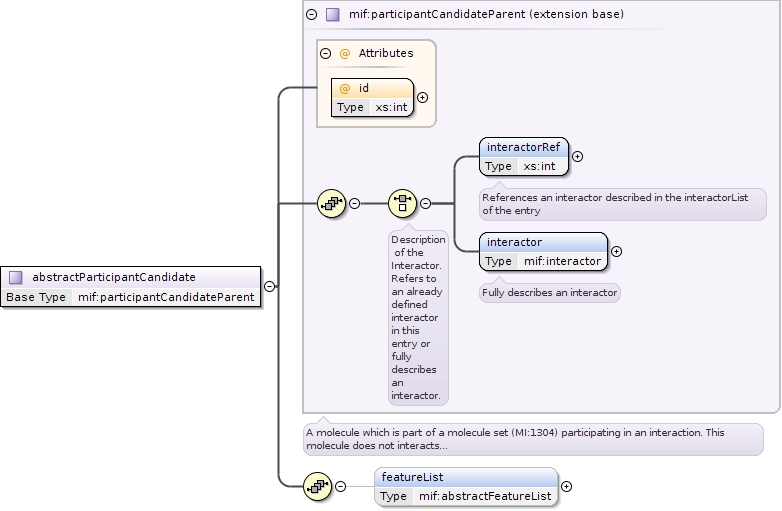 mif:participantCandidateParent (extension base)
@ Attributes
@ id
Type xs:int
interactorRef
Type xs:int
References an interactor described in the interactorList
of the entry
interactor
Type mif:interactor
Fully describes an interactor
Description
of the
Interactor.
Refers to
an already
defined
interactor
in this
entry or
fully
describes
an
interactor.
abstractParticipantCandidate
Base Type mif:participantCandidateParent
A molecule which is part of a molecule set (MI:1304) participating in an interaction. This
molecule does not interacts...
featureList
Type mif:abstractFeatureList